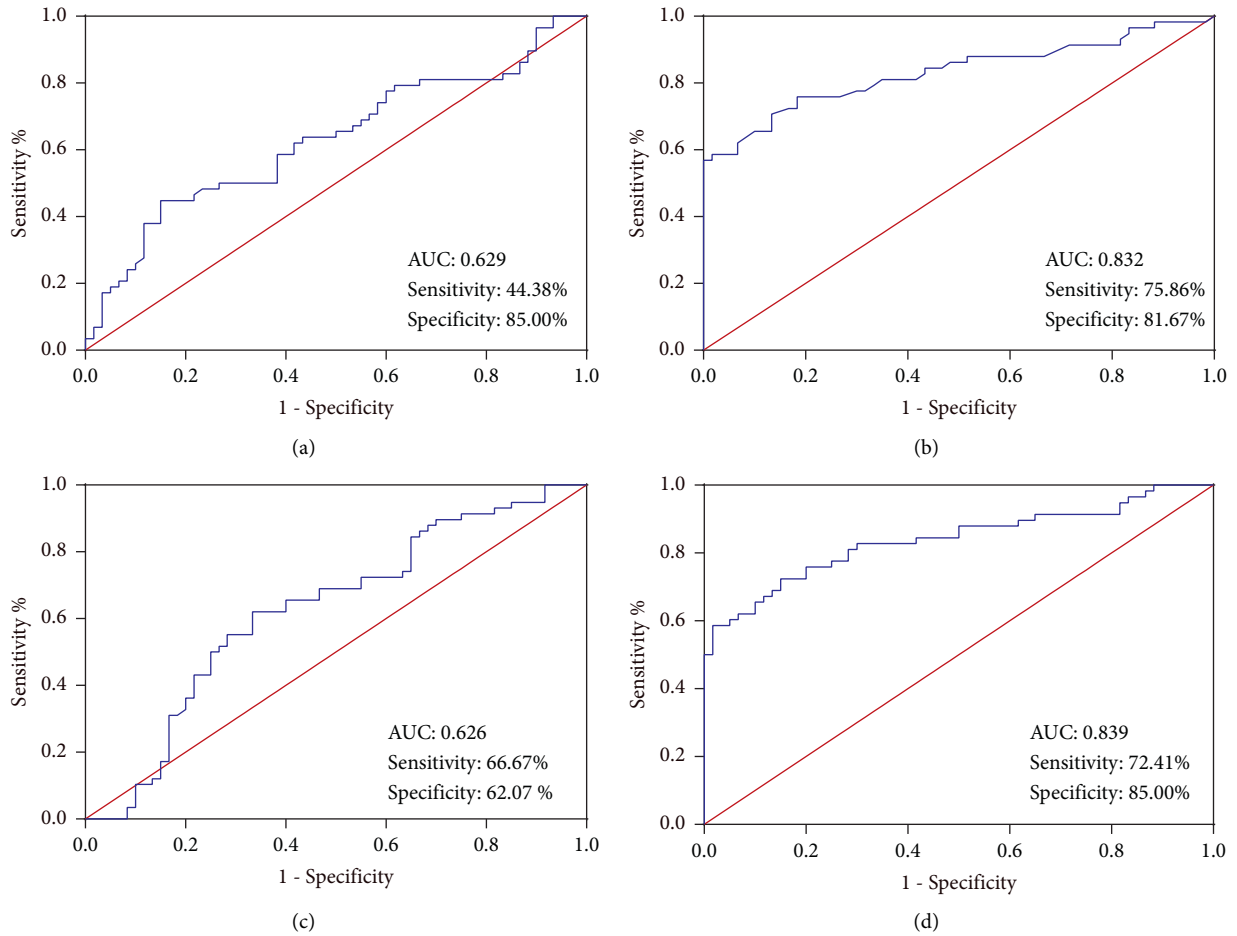 1.0
0.8
0.6
0.4
0.2
0.0
Sensitivity %
AUC: 0.629
Sensitivity: 44.38%
Specificity: 85.00%
0.0 0.2 0.4 0.6 0.8 1.0
1 - Specificity
(a)
1.0
0.8
0.6
0.4
0.2
0.0
Sensitivity %
AUC: 0.832
Sensitivity: 75.86%
Specificity: 81.67%
0.0 0.2 0.4 0.6 0.8 1.0
1 - Specificity
(b)
1.0
0.8
0.6
0.4
0.2
0.0
Sensitivity %
AUC: 0.626
Sensitivity: 66.67%
Specificity: 62.07 %
0.0 0.2 0.4 0.6 0.8 1.0
1 - Specificity
(c)
1.0
0.8
0.6
0.4
0.2
0.0
Sensitivity %
AUC: 0.839
Sensitivity: 72.41%
Specificity: 85.00%
0.0 0.2 0.4 0.6 0.8 1.0
1 - Specificity
(d)